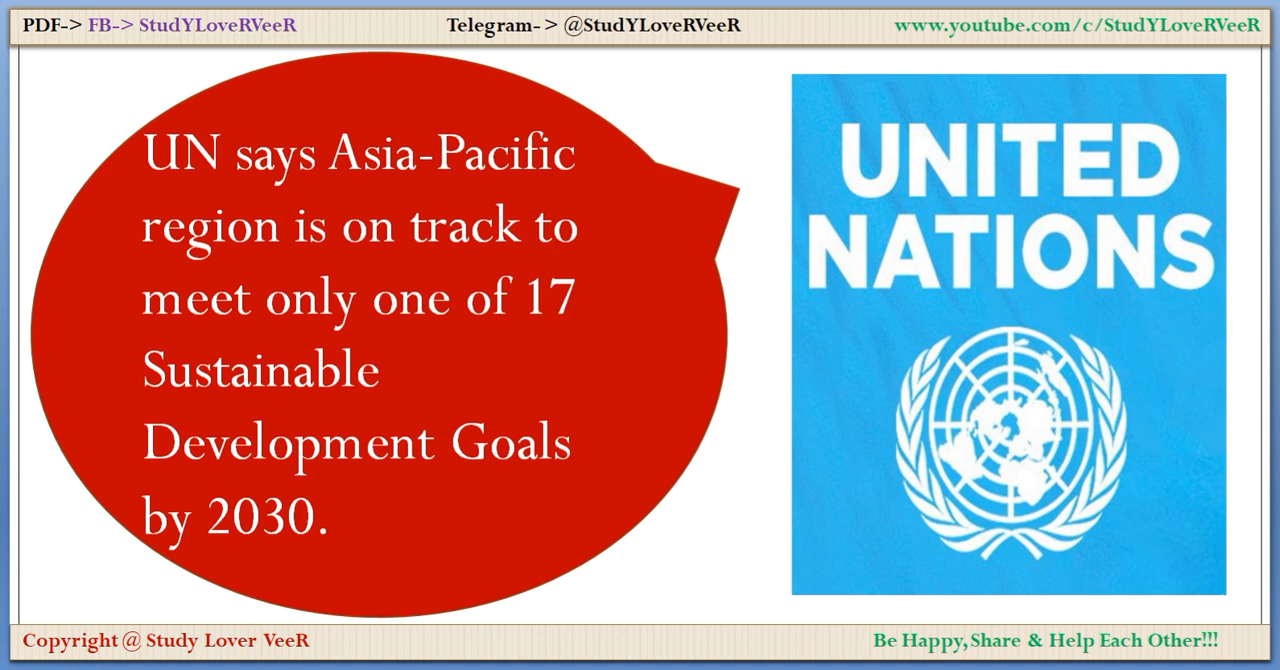 PDF-> FB-> StudYLoveRVeeR
Telegram-> @StudYLoveRVeeR
www.youtube.com/c/StudYLoveRVeeR
UN says Asia-Pacific
region is on track to
meet only one of 17
Sustainable
Development Goals
by 2030.
UNITED
NATIONS
Copyright @ Study Lover VeeR
Be Happy,Share & Help Each Other!!!